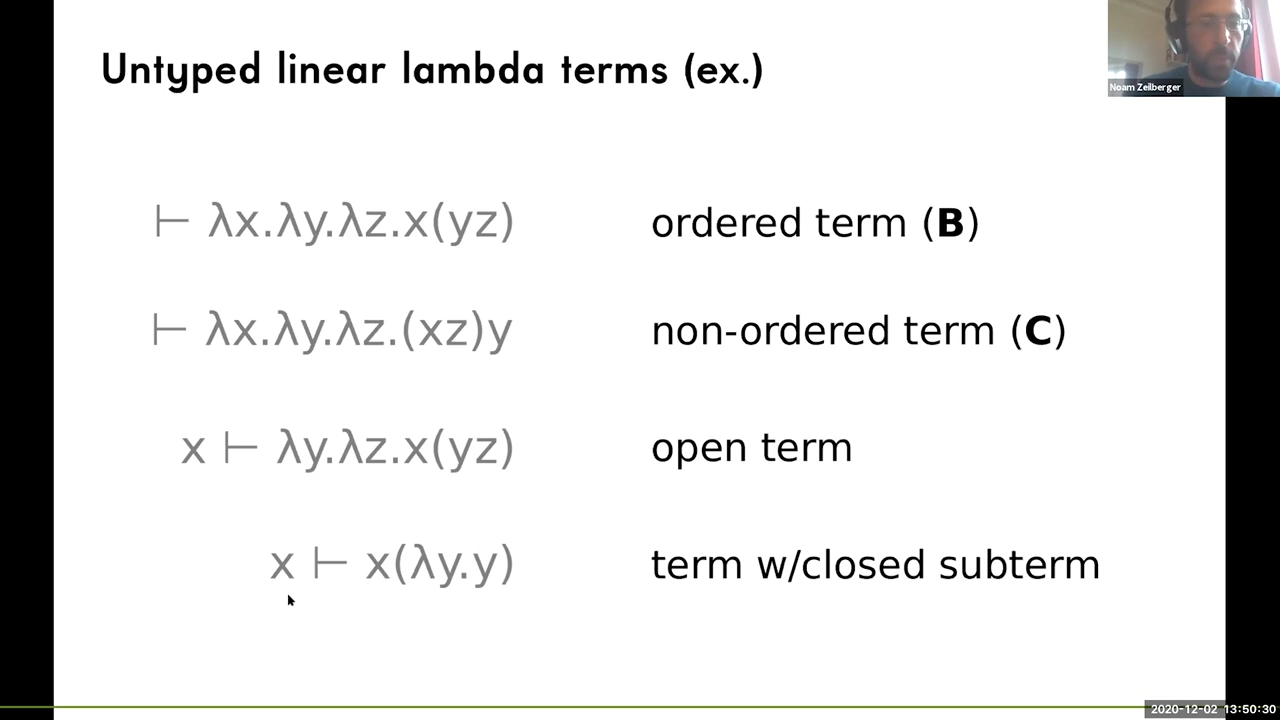 Untyped linear lambda terms (ex.)
Noam Zeilberger
⊢ λx.λy.λz.x(yz) ordered term (B)
⊢ λx.λy.λz.(xz)y non-ordered term (C)
x ⊢ λy.λz.x(yz) open term
x ⊢ x(λy.y) term w/closed subterm
2020-12-02 13:50:30